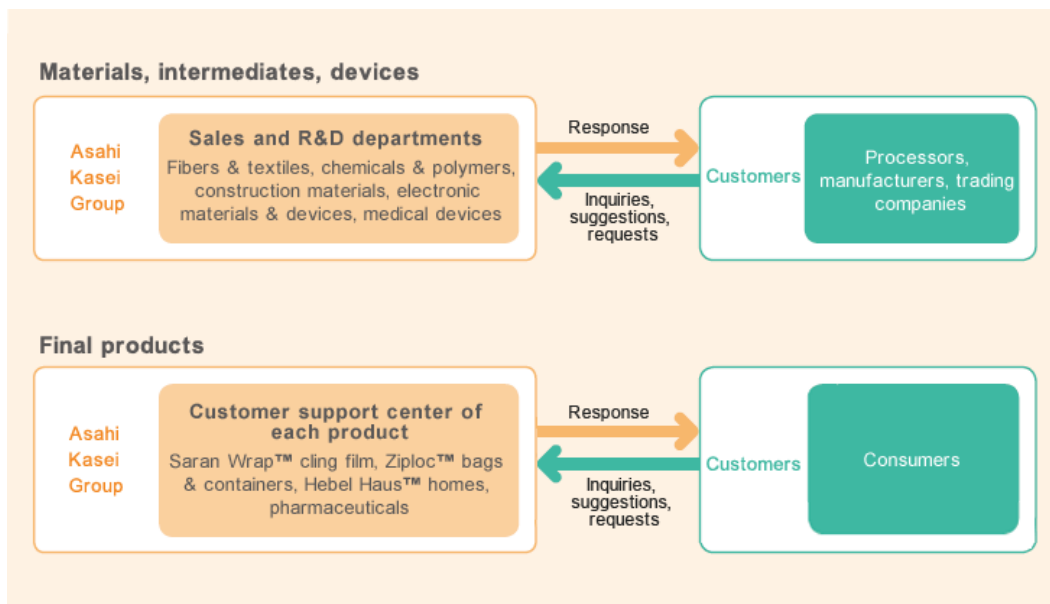 Materials, intermediates, devices
Asahi
Kasei
Group
Sales and R&D departments
Fibers & textiles, chemicals & polymers,
construction materials, electronic
materials & devices, medical devices
Response
Inquiries,
suggestions,
requests
Customers
Processors,
manufacturers, trading
companies
Final products
Asahi
Kasei
Group
Customer support center of
each product
Saran Wrap™ cling film, Ziploc™ bags
& containers, Hebel Haus™ homes,
pharmaceuticals
Response
Inquiries,
suggestions,
requests
Customers
Consumers